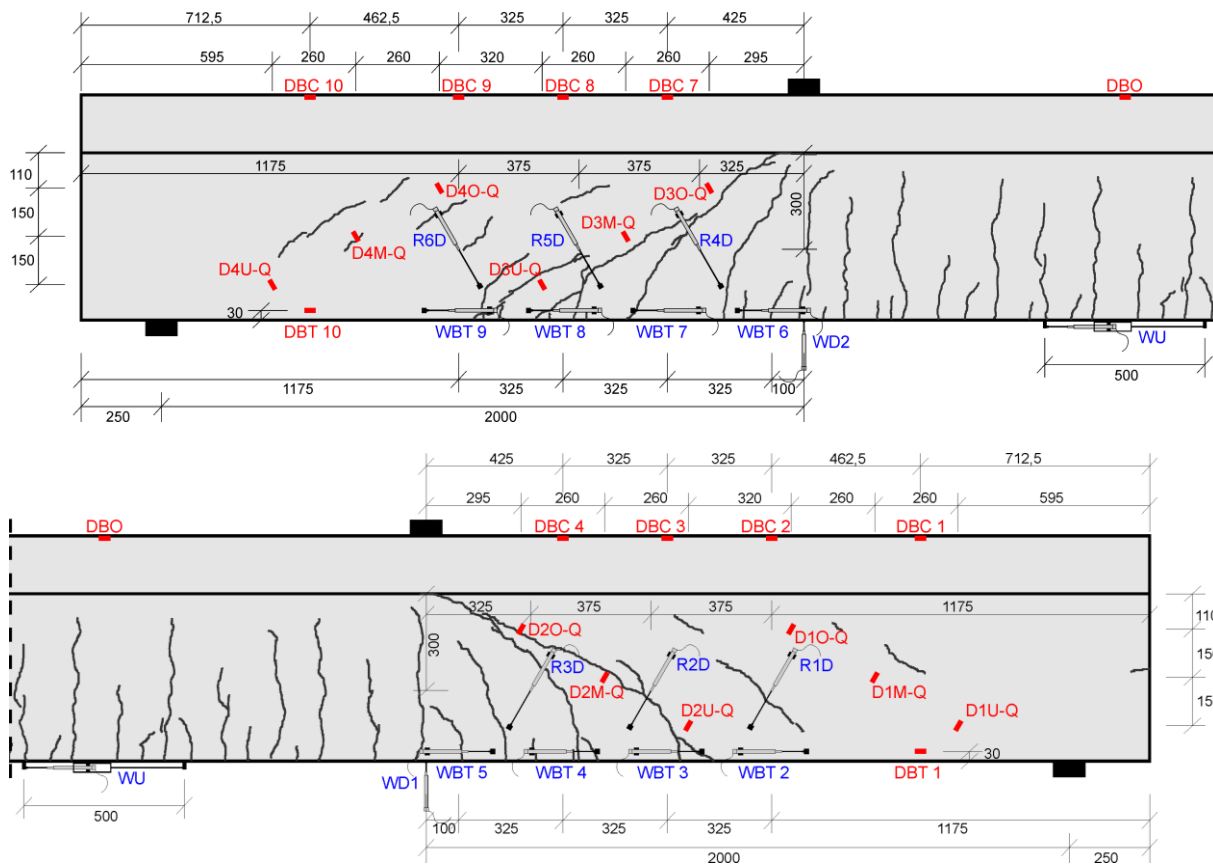 712,5 462,5 325 325 425
595 260 260 320 260 260 295
DBC 10 DBC 9 DBC 8 DBC 7 DBO
1175 375 375 325
110
150
150
D4O-Q D3O-Q
300
R6D R5D D3M-Q R4D
D4M-Q
D4U-Q D3U-Q
30
DBT 10 WBT 9 WBT 8 WBT 7 WBT 6 WD2 WU
1175 325 325 325 100 500
250 2000
425 325 325 462,5 712,5
295 260 260 320 260 260 595
DBO DBC 4 DBC 3 DBC 2 DBC 1
325 375 375 1175
110
150
150
300
D2O-Q D1O-Q
R3D R2D R1D
D2M-Q D1M-Q
D2U-Q D1U-Q
30
WU WD1 WBT 5 WBT 4 WBT 3 WBT 2 DBT 1
500 100 325 325 325 1175
2000 250